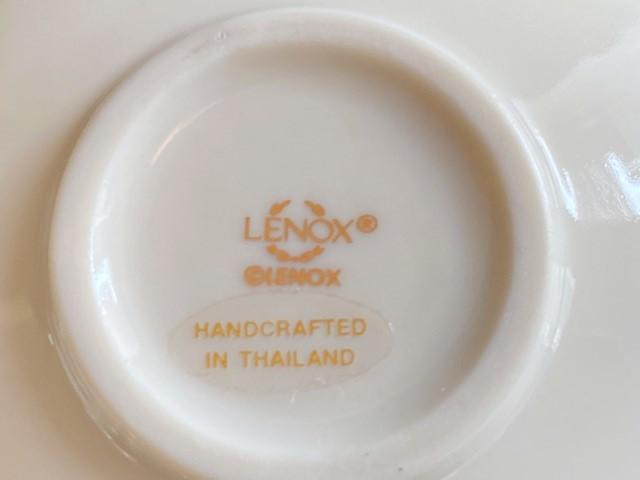 LENOX®
©LENOX
HANDCRAFTED
IN THAILAND